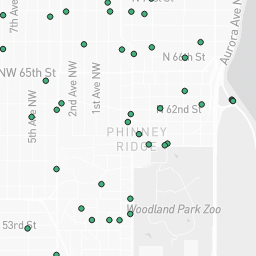 7th Ave NW
N 66th St
Aurora Ave N
NW 65th St
5th Ave NW
2nd Ave NW
1st Ave NW
N 62nd St
PHINNEY
RIDGE
Woodland Park Zoo
53rd St